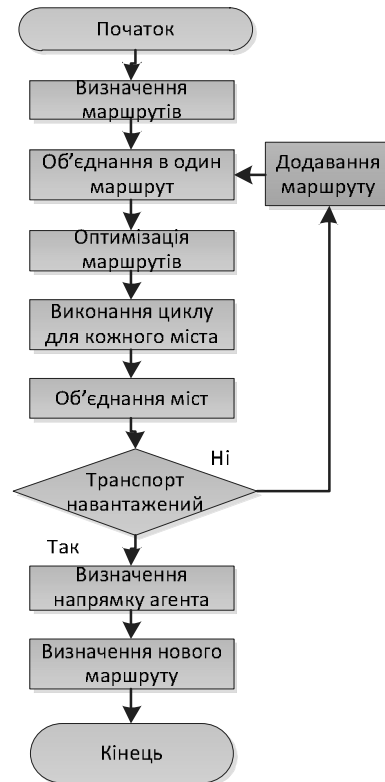 Початок
Визначення
маршрутів
Об’єднання в один
маршрут
Додавання
маршруту
Оптимізація
маршрутів
Виконання циклу
для кожного міста
Об’єднання міст
Ні
Транспорт
навантажений
Так
Визначення
напрямку агента
Визначення нового
маршруту
Кінець